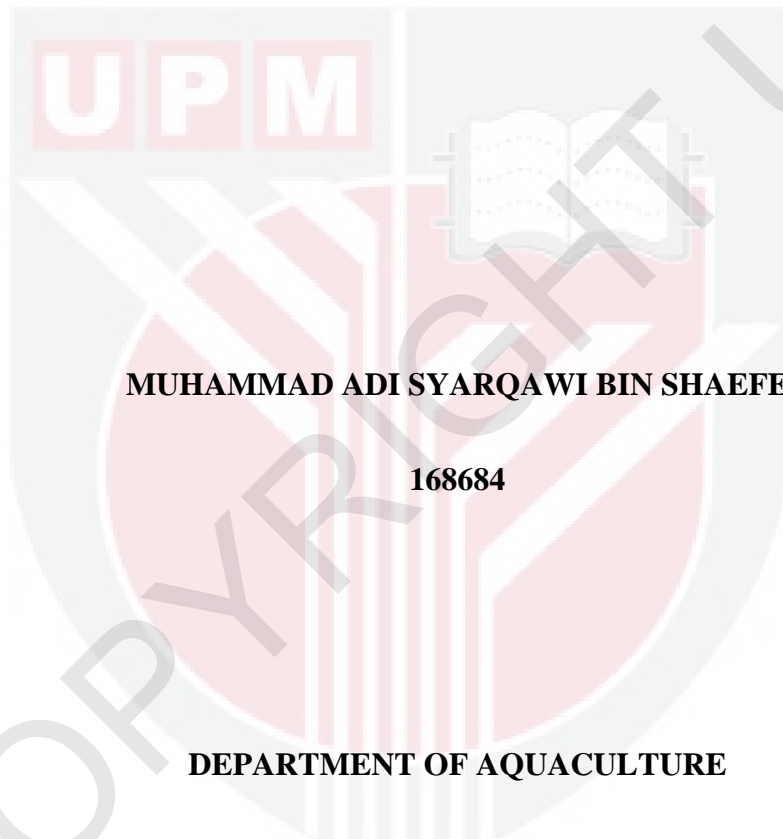 UPM
MUHAMMAD ADI SYARQAWI BIN SHAEFE
168684
DEPARTMENT OF AQUACULTURE